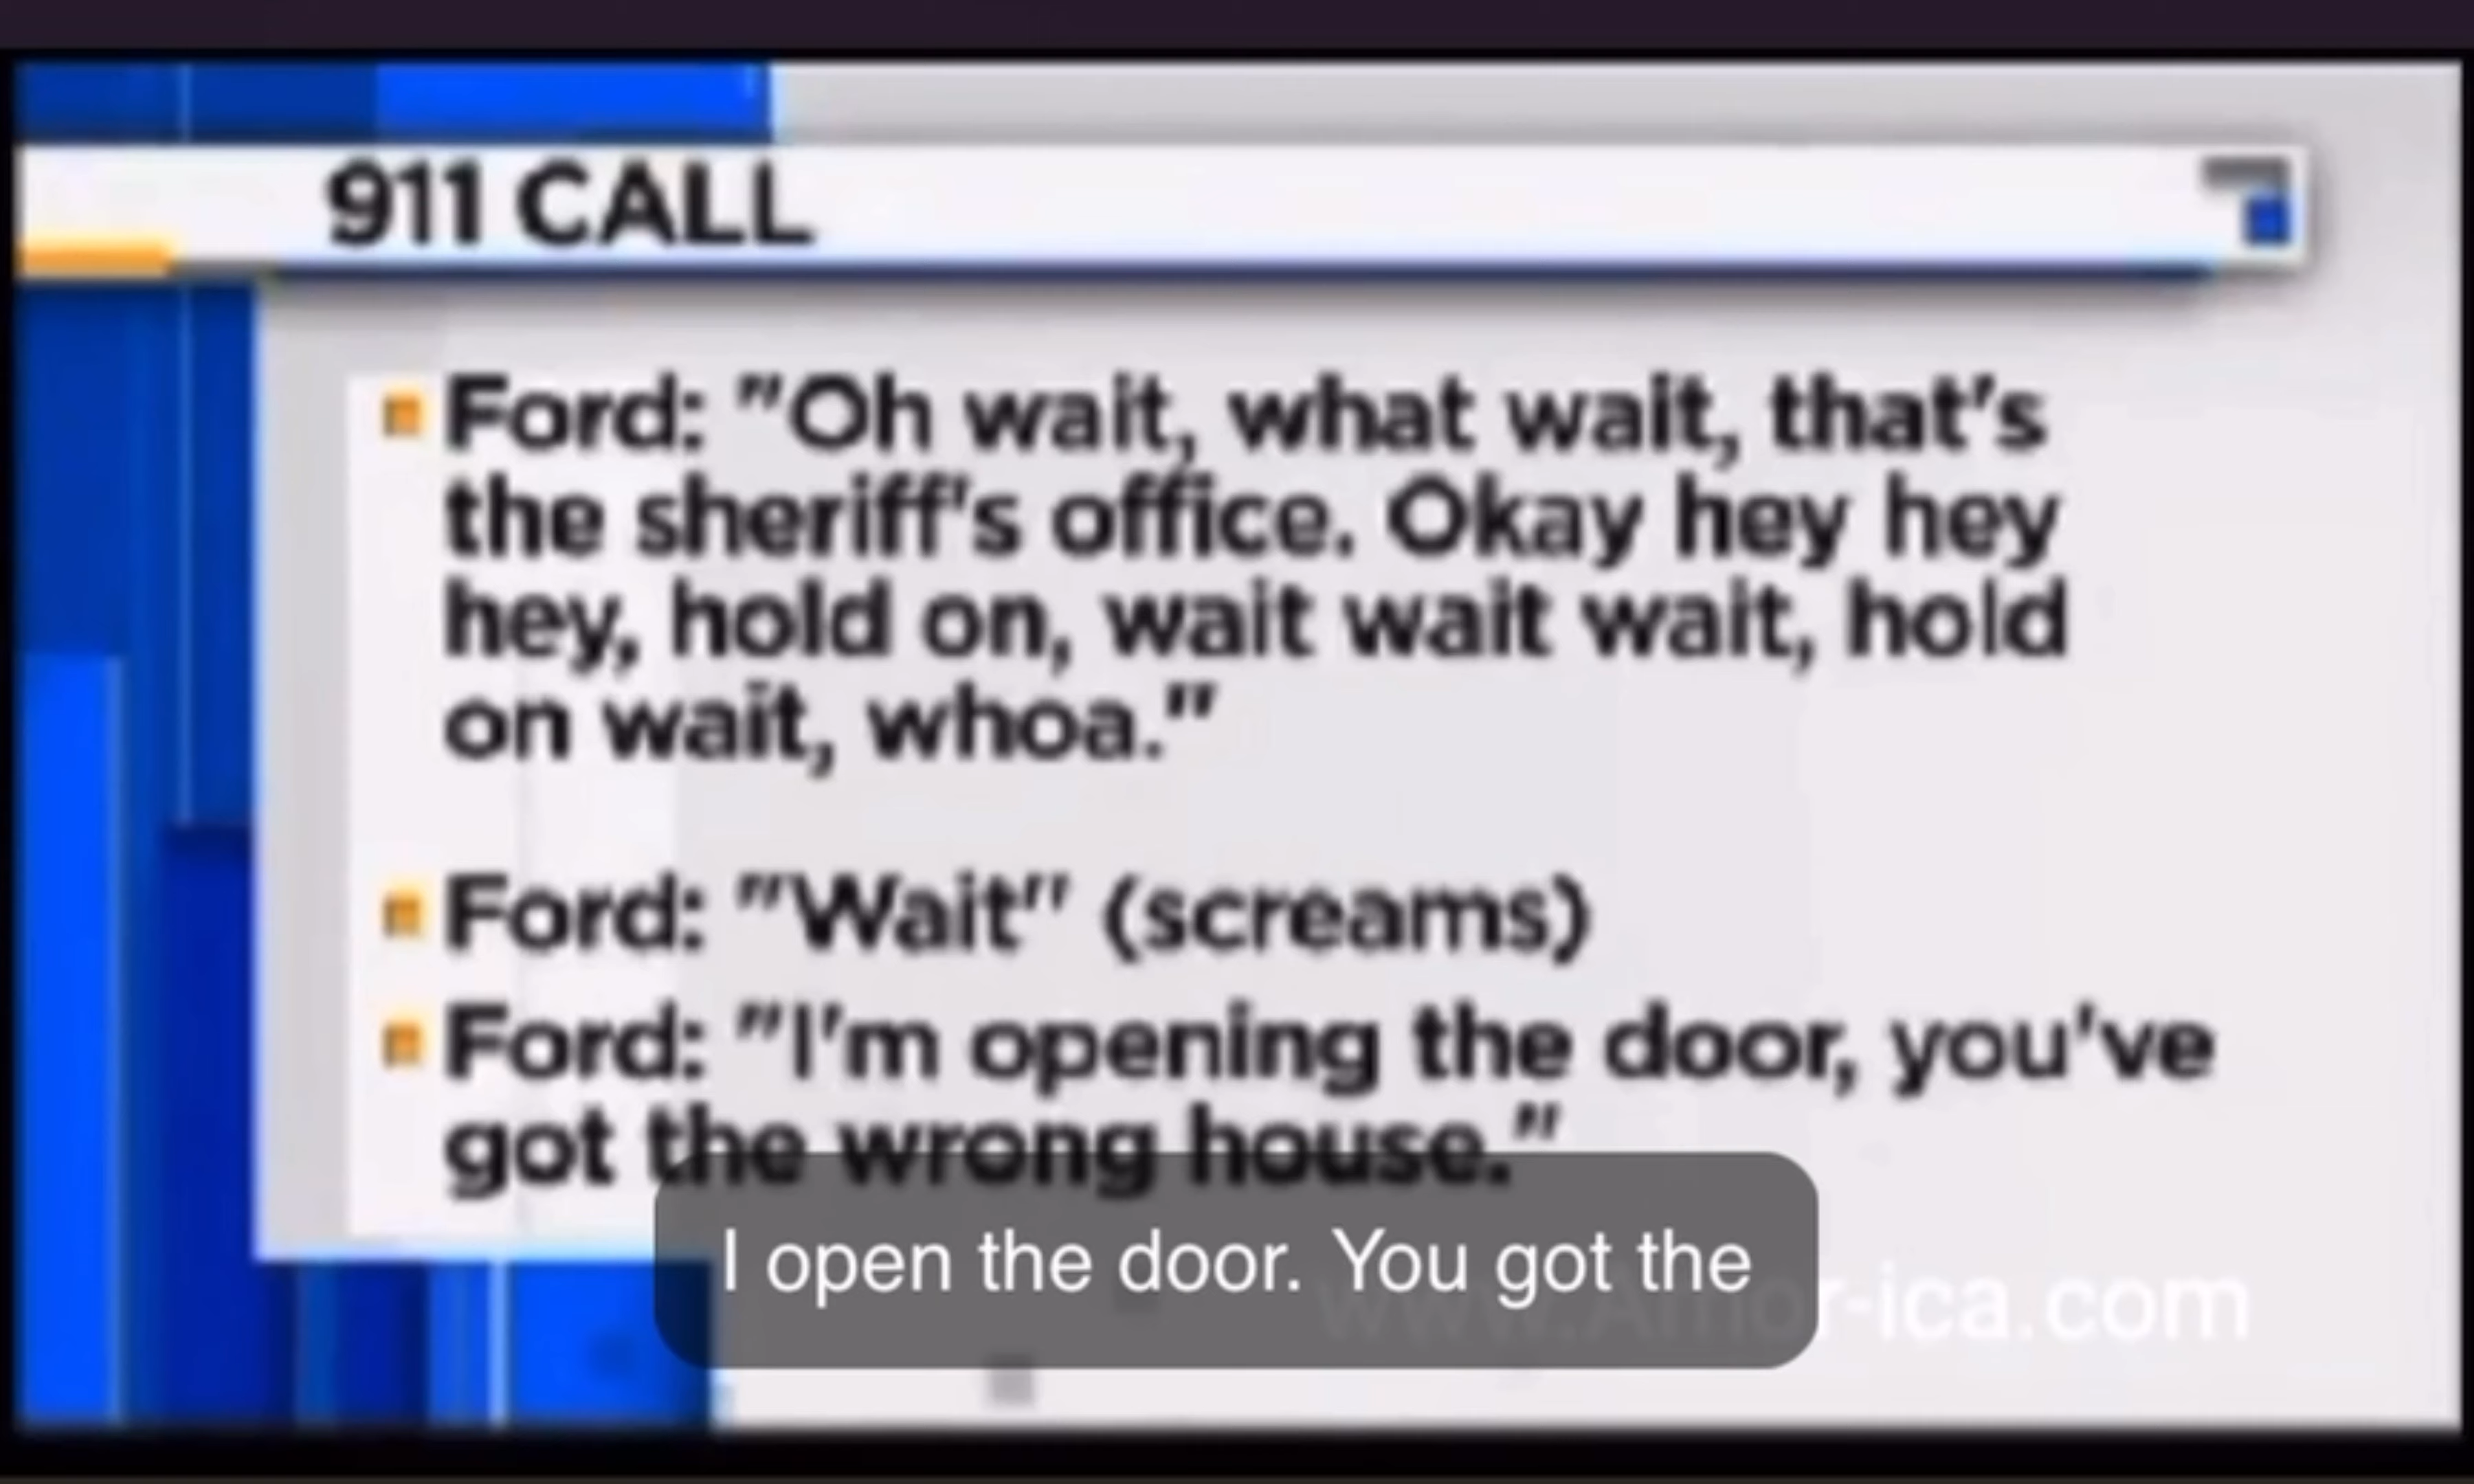 911 CALL
Ford: "Oh wait, what wait, that's
the sheriff's office. Okay hey hey
hey, hold on, wait wait wait, hold
on wait, whoa."
Ford: "Wait" (screams)
Ford: "I'm opening the door, you've
got the wrong house."
I open the door. You got the
www.Amor-ica.com